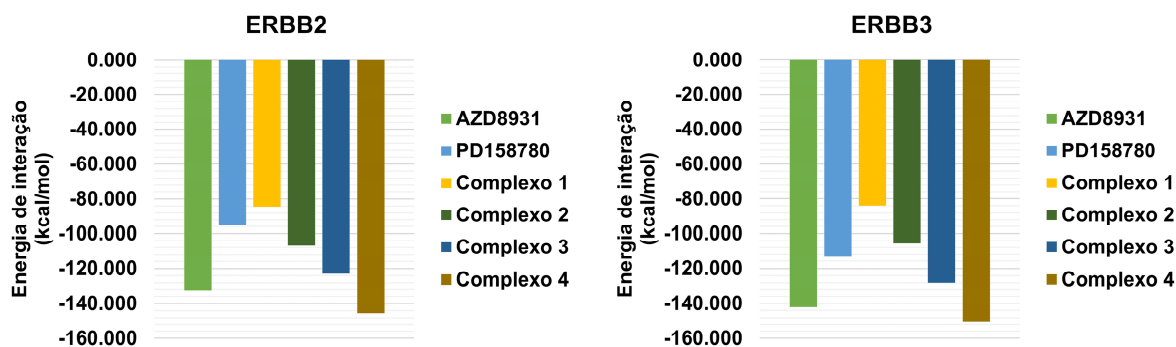 ERBB2
0.000
-20.000
-40.000
-60.000
-80.000
-100.000
-120.000
-140.000
-160.000
Energia de interação
(kcal/mol)
AZD8931
PD158780
Complexo 1
Complexo 2
Complexo 3
Complexo 4
ERBB3
0.000
-20.000
-40.000
-60.000
-80.000
-100.000
-120.000
-140.000
-160.000
Energia de interação
(kcal/mol)
AZD8931
PD158780
Complexo 1
Complexo 2
Complexo 3
Complexo 4